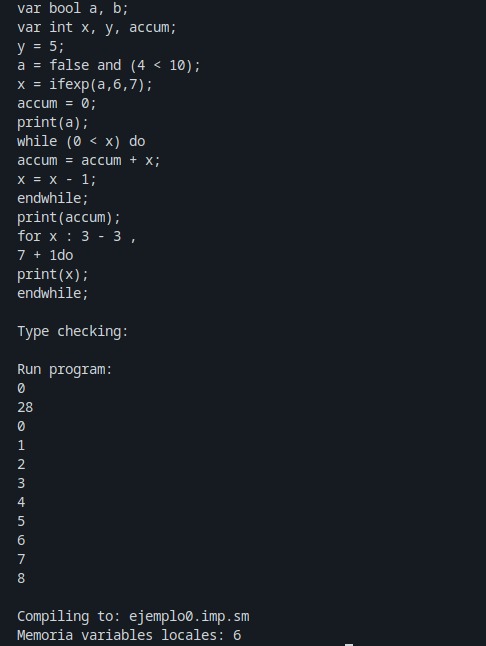 var bool a, b;
var int x, y, accum;
y = 5;
a = false and (4 < 10);
x = ifexp(a,6,7);
accum = 0;
print(a);
while (0 < x) do
accum = accum + x;
x = x - 1;
endwhile;
print(accum);
for x : 3 - 3 ,
7 + 1do
print(x);
endwhile;

Type checking:

Run program:
0
28
0
1
2
3
4
5
6
7
8

Compiling to: ejemplo0.imp.sm
Memoria variables locales: 6